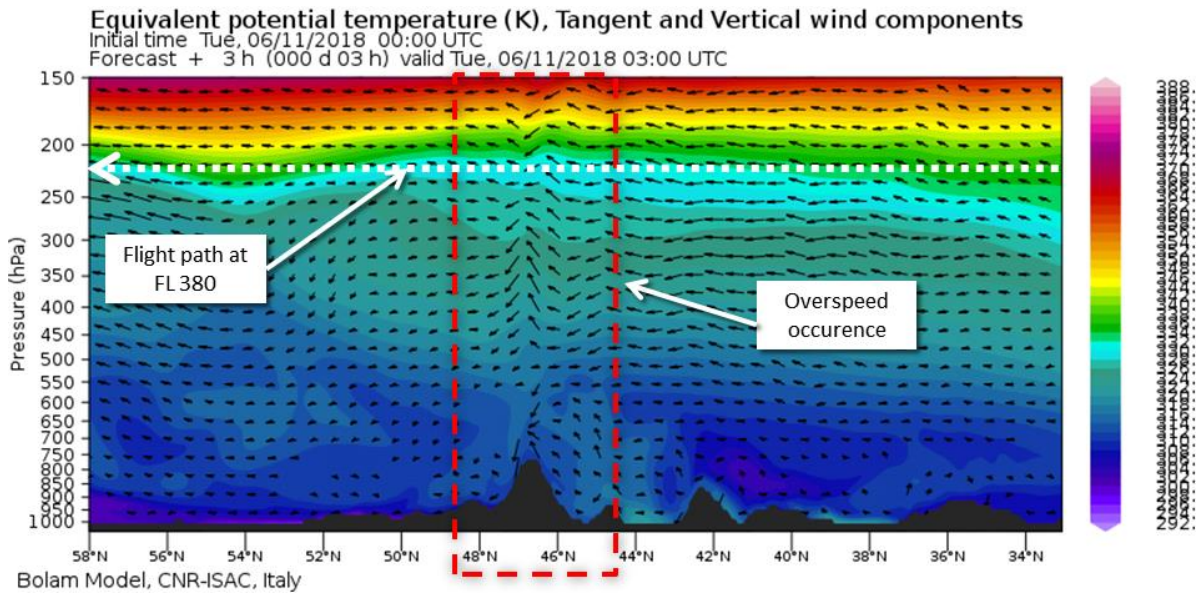 Equivalent potential temperature (K), Tangent and Vertical wind components
Initial time Tue, 06/11/2018 00:00 UTC
Forecast + 3 h (000 d 03 h) valid Tue, 06/11/2018 03:00 UTC
Pressure (hPa)
150
200
250
300
350
400
450
500
550
600
650
700
750
800
850
900
950
1000
Flight path at
FL 380
Overspeed
occurence
388.
292.
58°N 56°N 54°N 52°N 50°N 48°N 46°N 44°N 42°N 40°N 38°N 36°N 34°N
Bolam Model, CNR-ISAC, Italy